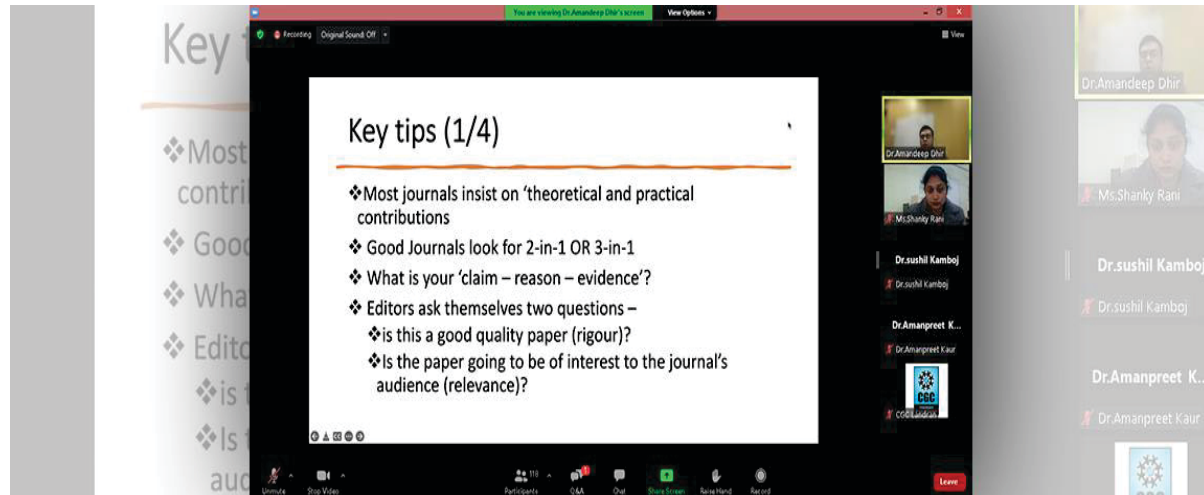 You are viewing Dr.Amandeep Dhir's screen
View Options
Recording
Original Sound: Off
View
Key tips (1/4)
❖Most journals insist on ‘theoretical and practical
contributions
❖ Good Journals look for 2-in-1 OR 3-in-1
❖ What is your ‘claim – reason – evidence’?
❖ Editors ask themselves two questions –
❖is this a good quality paper (rigour)?
❖Is the paper going to be of interest to the journal’s
audience (relevance)?
Dr.Amandeep Dhir
Ms.Shanky Rani
Dr.sushil Kamboj
Dr.sushil Kamboj
Dr.Amanpreet K...
Dr.Amanpreet Kaur
CGC
CGC Landran
Unmute
Stop Video
118
Participants
1
Q&A
Chat
Share Screen
Raise Hand
Record
Leave
Key
❖Most
contri
❖ Good
❖ Wha
❖ Edito
❖is
❖Is
aud
Dr.Amandeep Dhir
Ms.Shanky Rani
Dr.sushil Kamboj
Dr.sushil Kamboj
Dr.Amanpreet K...
Dr.Amanpreet Kaur